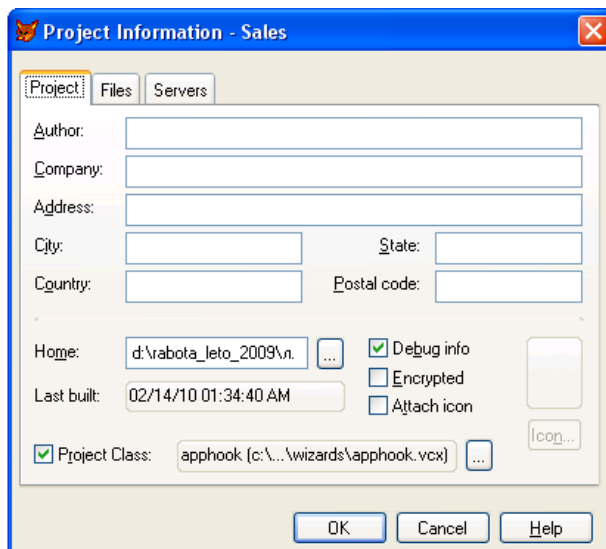 Project Information - Sales
Project Files Servers
Author:
Company:
Address:
City: State:
Country: Postal code:
Home: d:\rabota_leto_2009\л. ... Debug info
Encrypted
Last built: 02/14/10 01:34:40 AM
Attach icon
Icon...
Project Class: apphook (c:\...\wizards\apphook.vcx) ...
OK Cancel Help